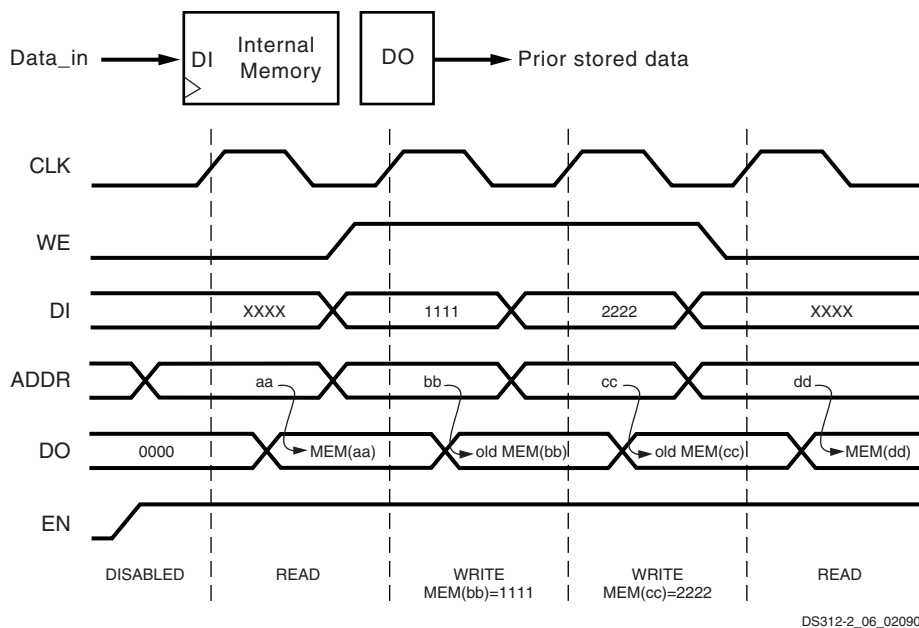 Data_in
DI
Internal
Memory
DO
Prior stored data
CLK
WE
DI
XXXX
1111
2222
XXXX
ADDR
aa
bb
cc
dd
DO
0000
MEM(aa)
old MEM(bb)
old MEM(cc)
MEM(dd)
EN
DISABLED
READ
WRITE
MEM(bb)=1111
WRITE
MEM(cc)=2222
READ
DS312-2_06_02090